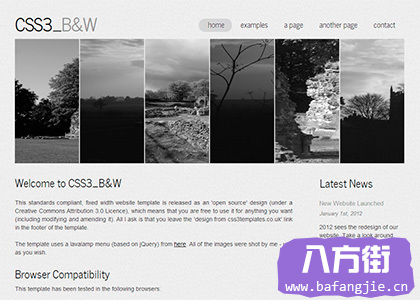 CSS3_B&W
home examples a page another page contact
Welcome to CSS3_B&W
This standards compliant, fixed width website template is released as an 'open source' design (under a
Creative Commons Attribution 3.0 Licence), which means that you are free to use it for anything you want
(including modifying and amending it). All I ask is that you leave the 'design from css3templates.co.uk' link
in the footer of the template.
The template uses a lavalamp menu (based on jQuery) from here. All of the images were shot by me -
as you wish.
Browser Compatibility
This template has been tested in the following browsers:
Latest News
New Website Launched
January 1st, 2012
2012 sees the redesign of our
website. Take a look around
八方街
www.bafangjie.cn